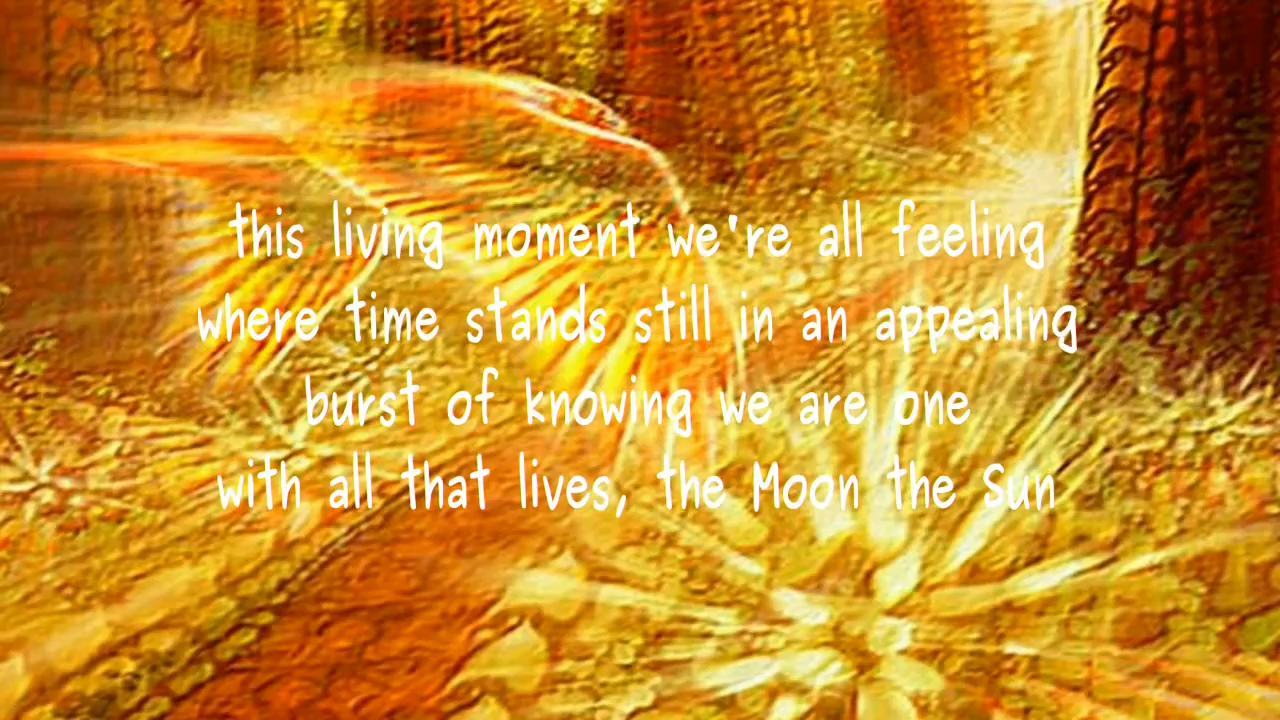 this living moment we're all feeling
where time stands still in an appealing
burst of knowing we are one
with all that lives, the Moon the Sun